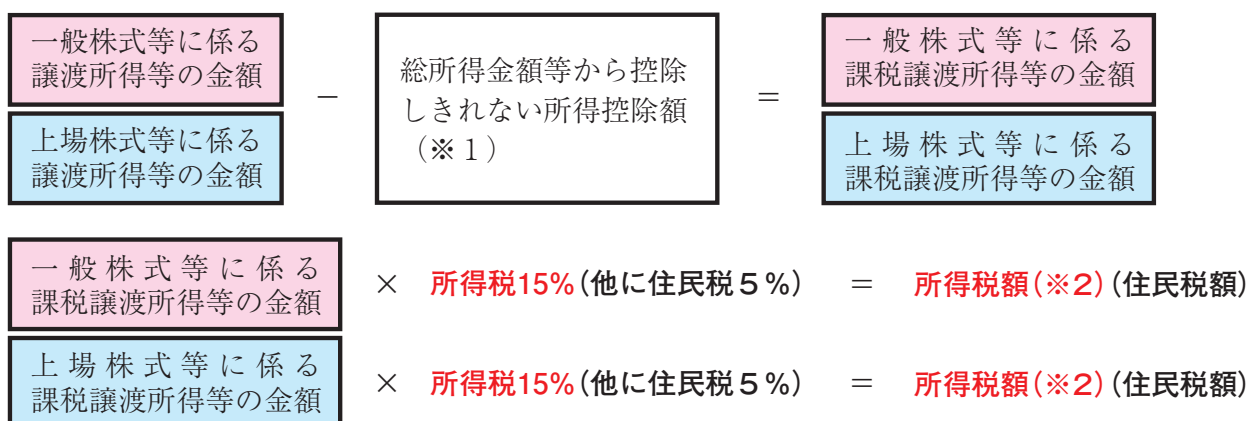 一般株式等に係る
譲渡所得等の金額
上場株式等に係る
譲渡所得等の金額
－
総所得金額等から控除
しきれない所得控除額
（※１）
＝
一般株式等に係る
課税譲渡所得等の金額
上場株式等に係る
課税譲渡所得等の金額
一般株式等に係る
課税譲渡所得等の金額
× 所得税15%(他に住民税５%) ＝ 所得税額(※２)(住民税額)
上場株式等に係る
課税譲渡所得等の金額
× 所得税15%(他に住民税５%) ＝ 所得税額(※２)(住民税額)